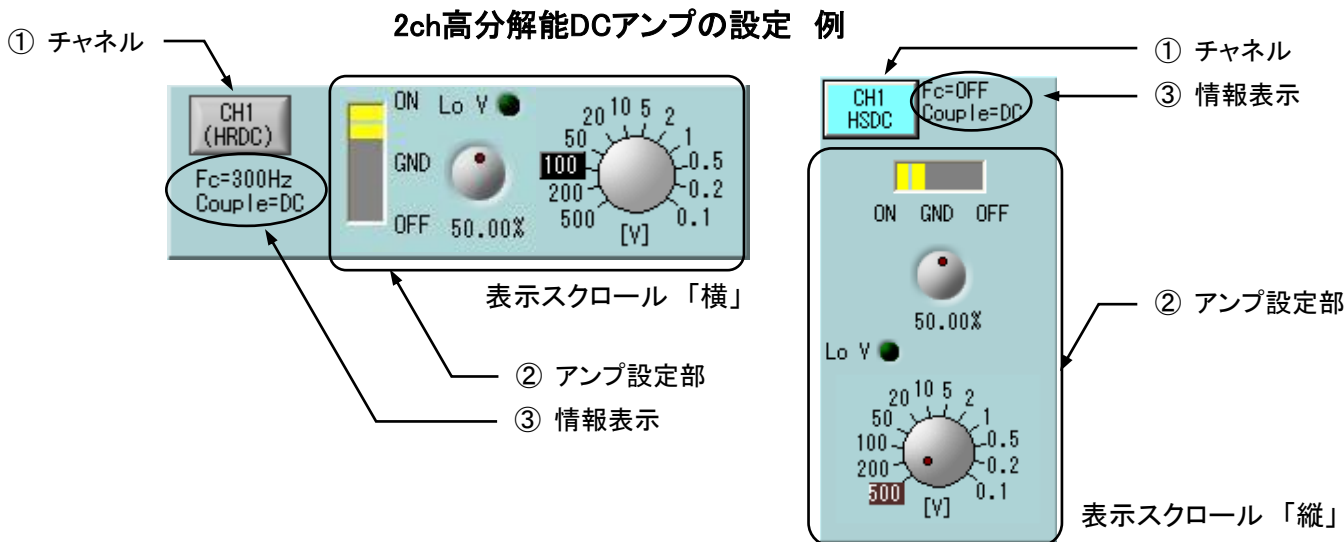 2ch高分解能DCアンプの設定 例
① チャネル
CH1
(HRDC)
Fc=300Hz
Couple=DC
ON
GND
OFF
Lo V
50.00%
500
200
100
50
20
10
5
2
1
0.5
0.2
0.1
[V]
表示スクロール 「横」
② アンプ設定部
③ 情報表示
① チャネル
③ 情報表示
CH1
HSDC
Fc=OFF
Couple=DC
ON GND OFF
50.00%
Lo V
500
200
100
50
20
10
5
2
1
0.5
0.2
0.1
[V]
② アンプ設定部
表示スクロール 「縦」